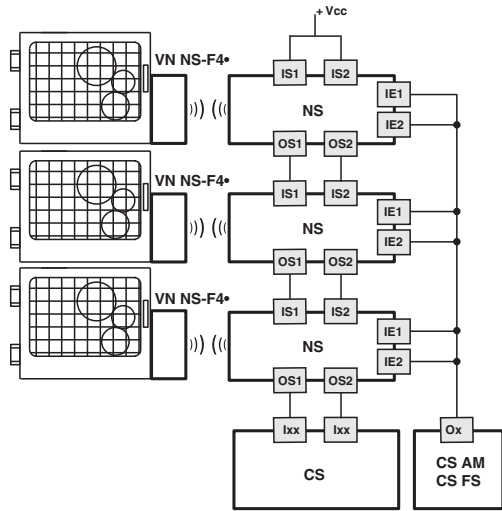 + Vcc
VN NS-F4•
IS1 IS2
IE1
NS
IE2
OS1 OS2
VN NS-F4•
IS1 IS2
IE1
NS
IE2
OS1 OS2
VN NS-F4•
IS1 IS2
IE1
NS
IE2
OS1 OS2
Ixx Ixx Ox
CS
CS AM
CS FS